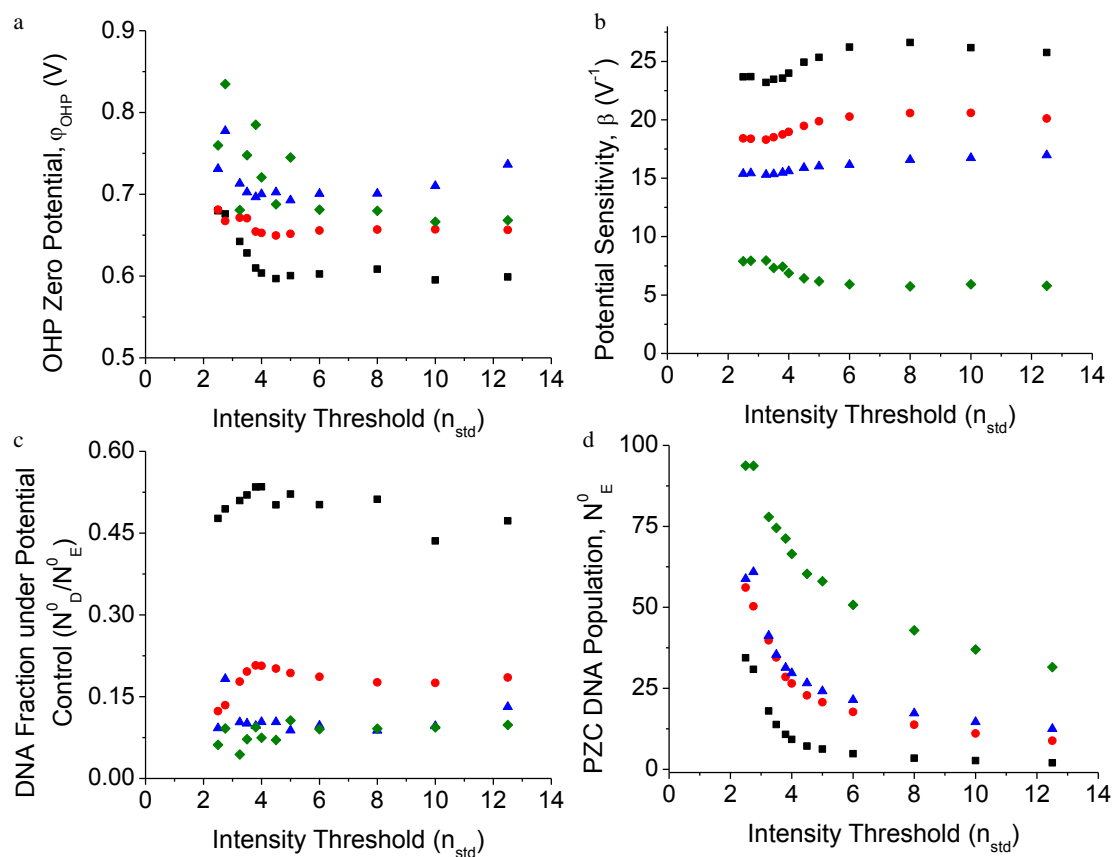 a
OHP Zero Potential, φOHP (V)
0.9
0.8
0.7
0.6
0.5
0 2 4 6 8 10 12 14
Intensity Threshold (nstd)
b
Potential Sensitivity, β (V⁻¹)
25
20
15
10
5
0
0 2 4 6 8 10 12 14
Intensity Threshold (nstd)
c
DNA Fraction under Potential
Control (N⁰D/N⁰E)
0.60
0.45
0.30
0.15
0.00
0 2 4 6 8 10 12 14
Intensity Threshold (nstd)
d
PZC DNA Population, N⁰E
100
75
50
25
0
0 2 4 6 8 10 12 14
Intensity Threshold (nstd)